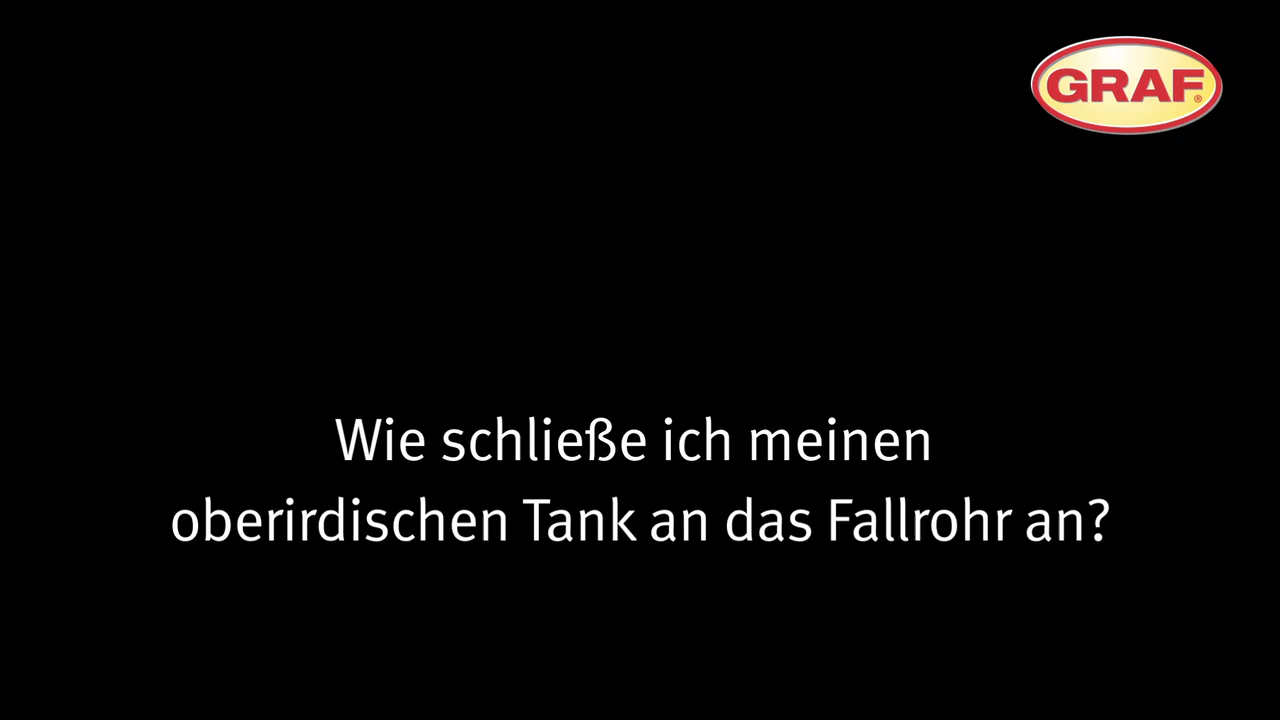 GRAF®
Wie schließe ich meinen
oberirdischen Tank an das Fallrohr an?